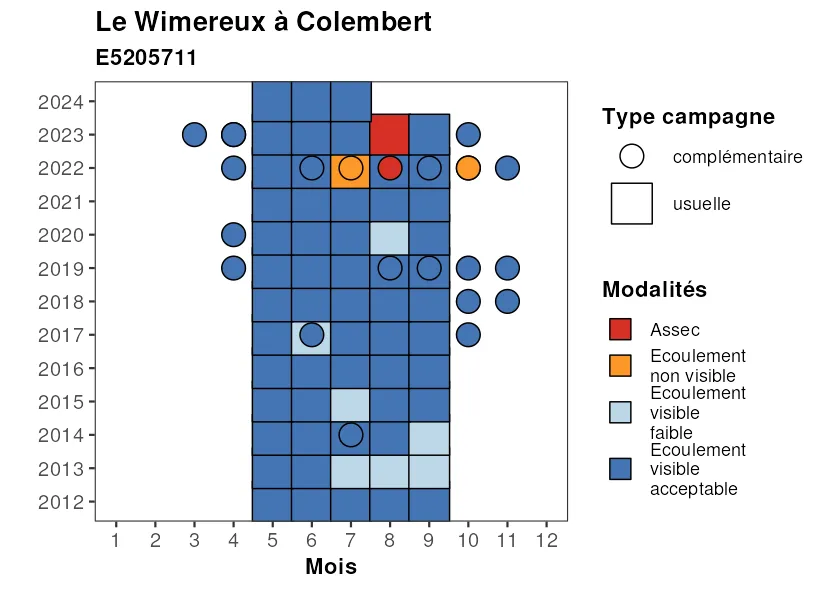 Le Wimereux à Colembert
E5205711
2024
2023
2022
2021
2020
2019
2018
2017
2016
2015
2014
2013
2012
1 2 3 4 5 6 7 8 9 10 11 12
Mois
Type campagne
complémentaire
usuelle
Modalités
Assec
Ecoulement
non visible
Ecoulement
visible
faible
Ecoulement
visible
acceptable